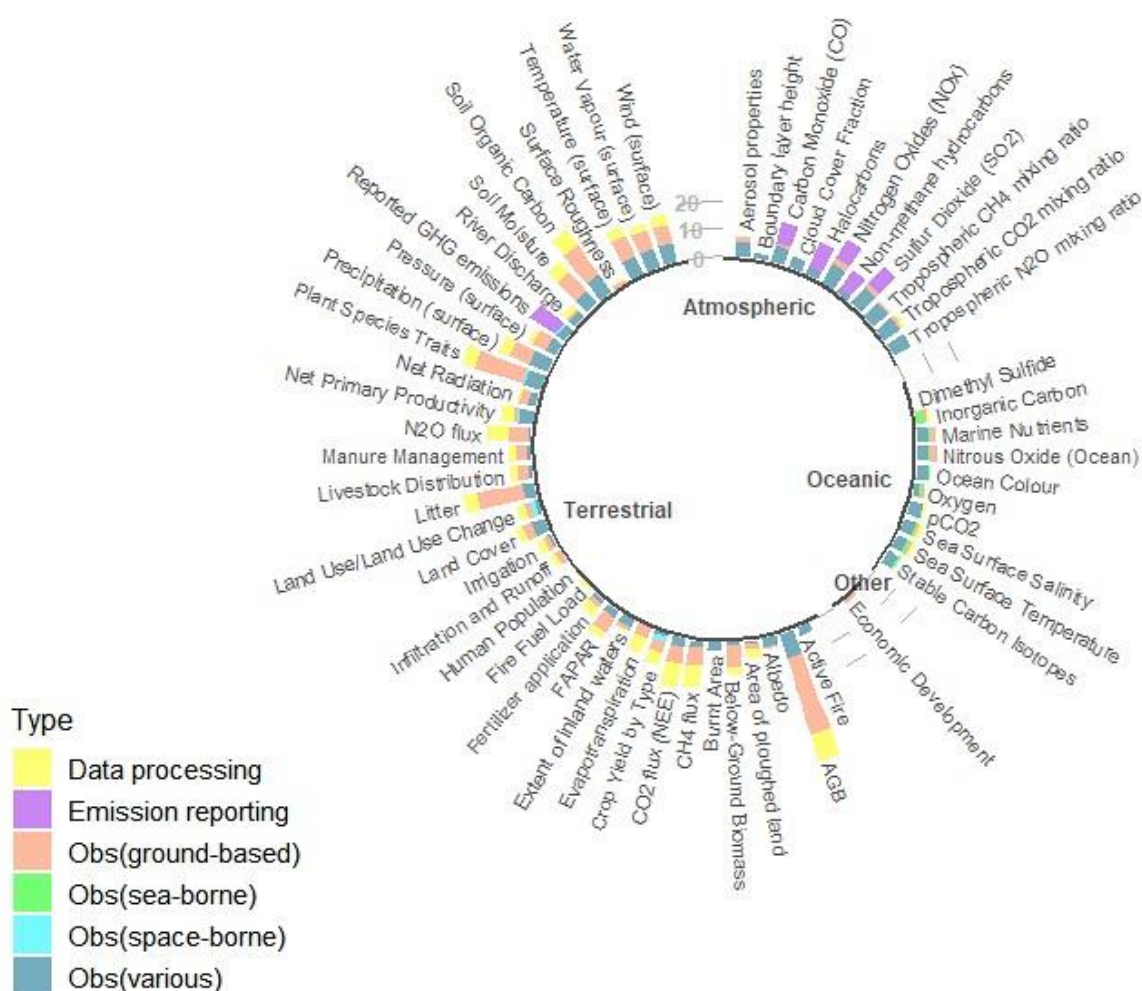 20
10
0
Atmospheric
Aerosol properties
Boundary layer height
Carbon Monoxide (CO)
Cloud Cover Fraction
Halocarbons
Nitrogen Oxides (NOx)
Non-methane hydrocarbons
Sulfur Dioxide (SO2)
Tropospheric CH4 mixing ratio
Tropospheric CO2 mixing ratio
Tropospheric N2O mixing ratio
Oceanic
Dimethyl Sulfide
Inorganic Carbon
Marine Nutrients
Nitrous Oxide (Ocean)
Ocean Colour
Oxygen
pCO2
Sea Surface Salinity
Sea Surface Temperature
Stable Carbon Isotopes
Other
Economic Development
Terrestrial
Active Fire
AGB
Albedo
Area of ploughed land
Below-Ground Biomass
Burnt Area
CH4 flux
CO2 flux (NEE)
Crop Yield by Type
Evapotranspiration
Extent of Inland waters
FAPAR
Fertilizer application
Fire Fuel Load
Human Population
Infiltration and Runoff
Irrigation
Land Cover
Land Use/Land Use Change
Litter
Livestock Distribution
Manure Management
N2O flux
Net Primary Productivity
Net Radiation
Plant Species Traits
Precipitation (surface)
Pressure (surface)
Reported GHG emissions
River Discharge
Soil Moisture
Soil Organic Carbon
Surface Roughness
Temperature (surface)
Water Vapour (surface)
Wind (surface)
Type
Data processing
Emission reporting
Obs(ground-based)
Obs(sea-borne)
Obs(space-borne)
Obs(various)